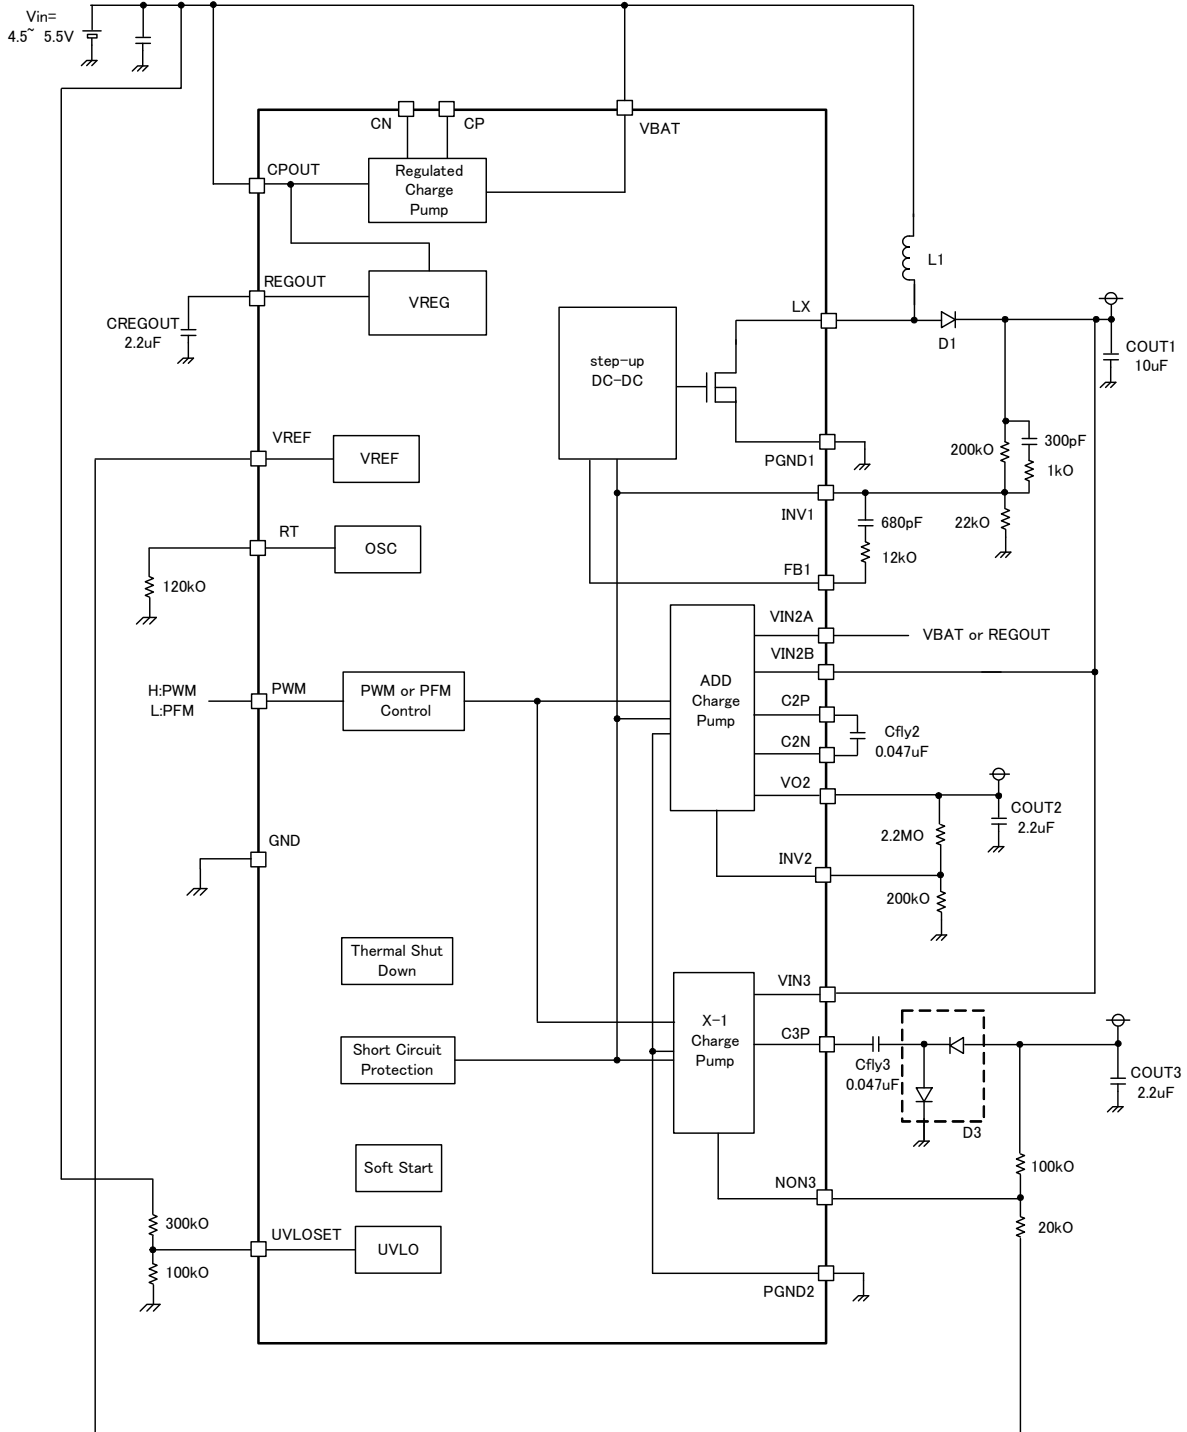 Vin=
4.5~ 5.5V
CN
CP
VBAT
CPOUT
Regulated
Charge
Pump
REGOUT
VREG
CREGOUT
2.2uF
L1
LX
D1
COUT1
10uF
step-up
DC-DC
VREF
VREF
PGND1
200kO
300pF
1kO
INV1
680pF
22kO
RT
OSC
12kO
FB1
120kO
VIN2A
VBAT or REGOUT
VIN2B
H:PWM
L:PFM
PWM
PWM or PFM
Control
ADD
Charge
Pump
C2P
C2N
Cfly2
0.047uF
VO2
COUT2
2.2uF
2.2MO
GND
INV2
200kO
Thermal Shut
Down
VIN3
X-1
Charge
Pump
C3P
Short Circuit
Protection
Cfly3
0.047uF
COUT3
2.2uF
D3
Soft Start
100kO
NON3
300kO
20kO
UVLOSET
UVLO
100kO
PGND2